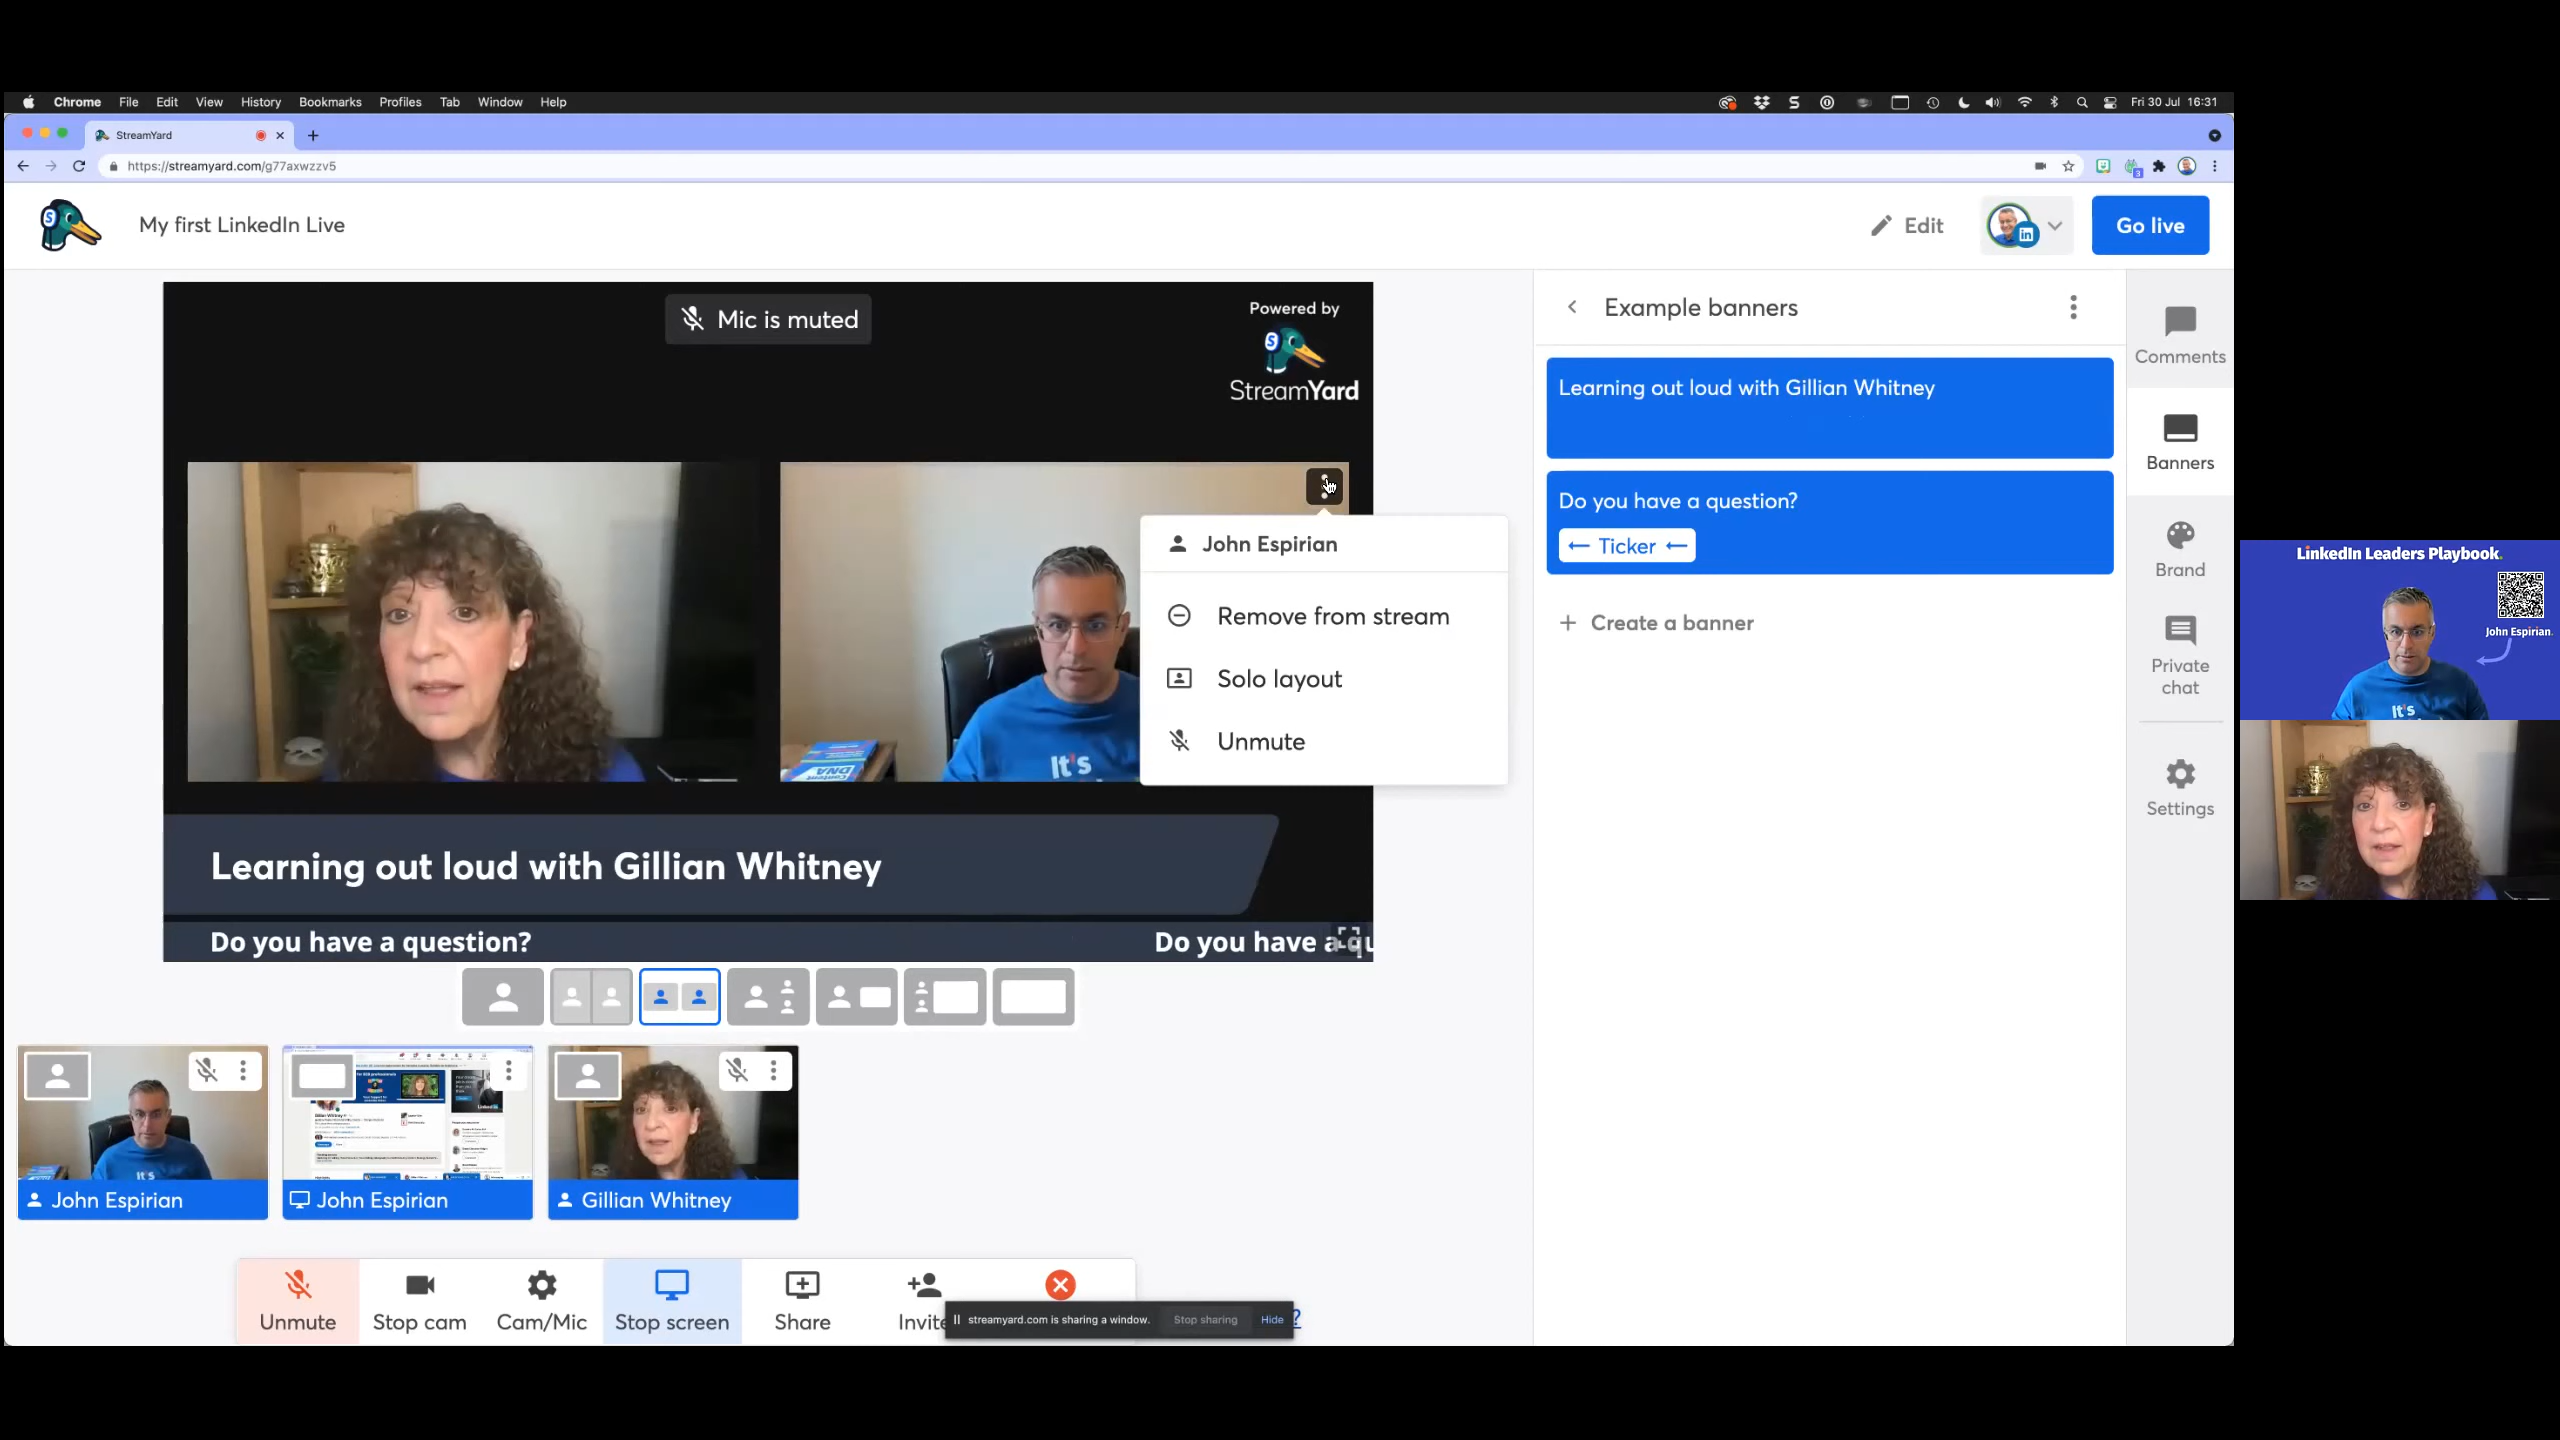 Chrome File Edit View History Bookmarks Profiles Tab Window Help
Fri 30 Jul 16:31
StreamYard
https://streamyard.com/g77axwzzv5
My first LinkedIn Live
Edit
Go live
Mic is muted
Powered by
StreamYard
John Espirian
Remove from stream
Solo layout
Unmute
It's
DNA
Learning out loud with Gillian Whitney
Do you have a question?
Do you have a qu
Example banners
Learning out loud with Gillian Whitney
Do you have a question?
← Ticker ←
+ Create a banner
Comments
Banners
Brand
Private
chat
Settings
It's
John Espirian
John Espirian
Gillian Whitney
Unmute
Stop cam
Cam/Mic
Stop screen
Share
Invite
streamyard.com is sharing a window.
Stop sharing
Hide
?
LinkedIn Leaders Playbook.
John Espirian.
It's